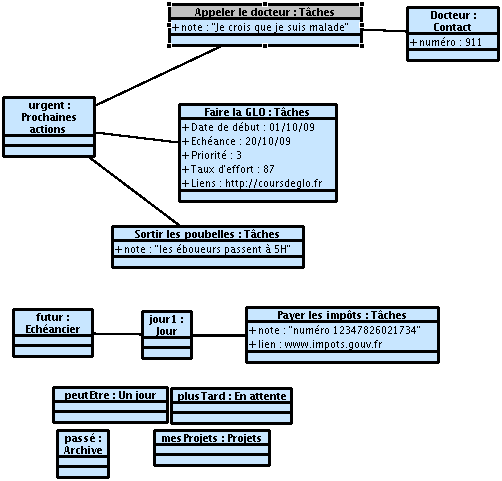 Appeler le docteur : Tâches
+ note : "Je crois que je suis malade"
Docteur :
Contact
+ numéro : 911
urgent :
Prochaines
actions
Faire la GLO : Tâches
+ Date de début : 01/10/09
+ Echéance : 20/10/09
+ Priorité : 3
+ Taux d'effort : 87
+ Liens : http://coursdeglo.fr
Sortir les poubelles : Tâches
+ note : "les éboueurs passent à 5H"
futur :
Echéancier
jour1 :
Jour
Payer les impôts : Tâches
+ note : "numéro 12347826021734"
+ lien : www.impots.gouv.fr
peutEtre : Un jour
plusTard : En attente
passé :
Archive
mesProjets : Projets